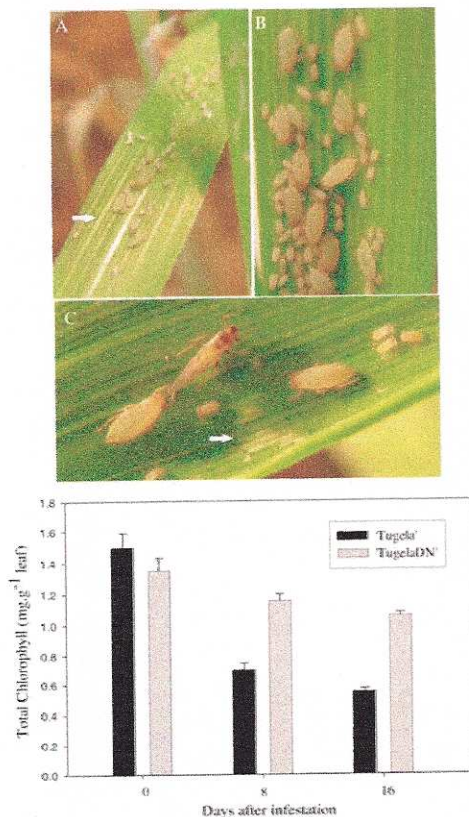 A
B
C
Total Chlorophyll (mg.g⁻¹ leaf)
1.8
1.6
1.4
1.2
1.0
0.8
0.6
0.4
0.2
0.0
'Tugela'
'TugelaDN'
0
8
16
Days after infestation